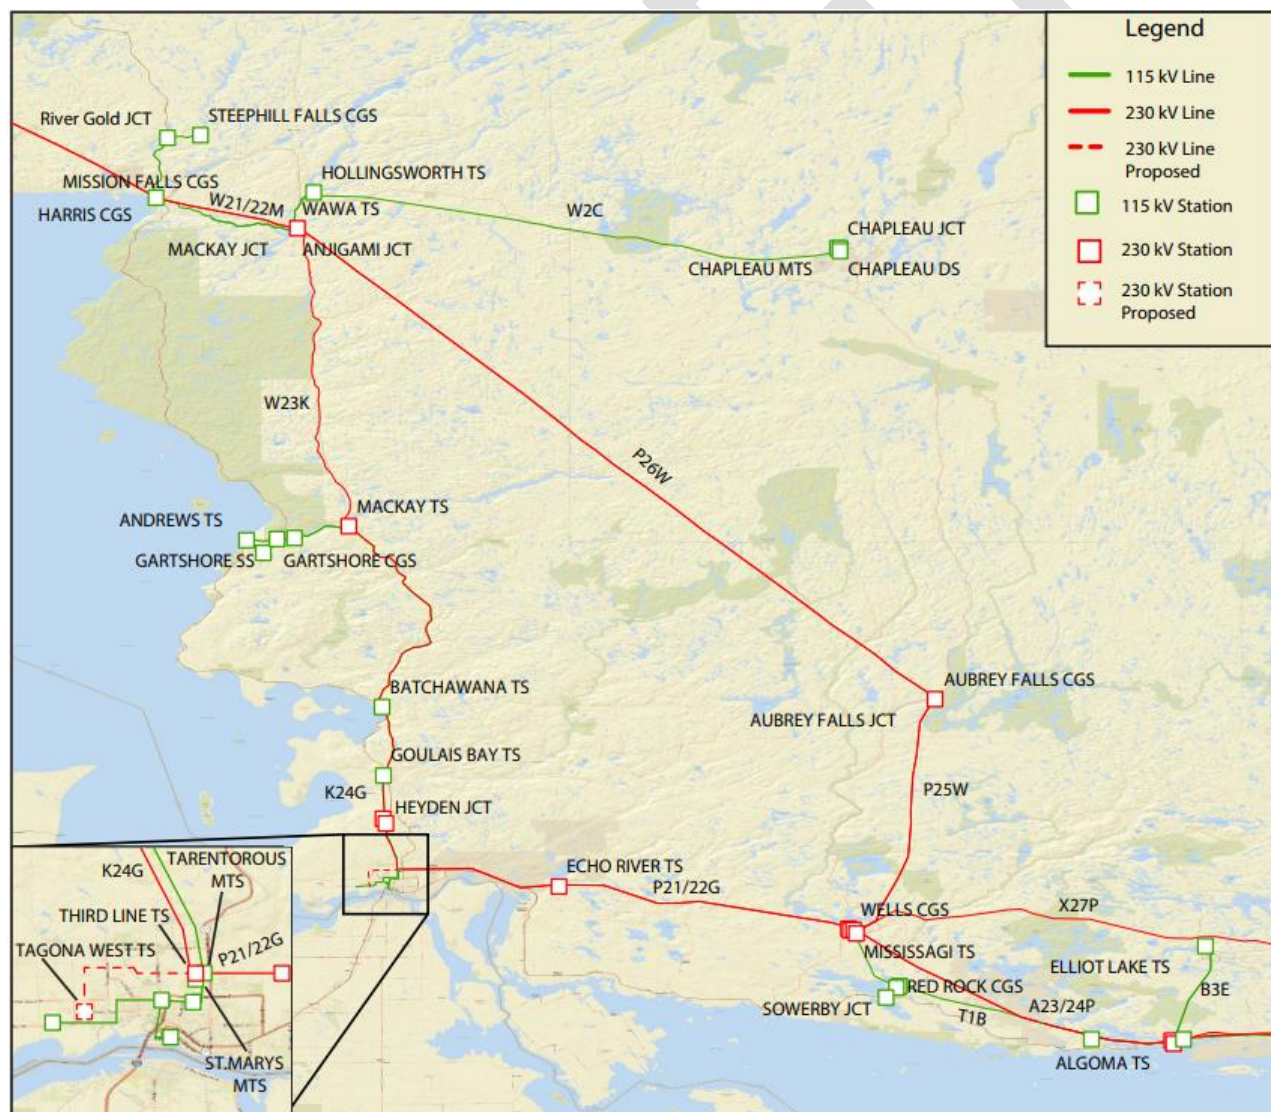 Legend
115 kV Line
230 kV Line
230 kV Line
Proposed
115 kV Station
230 kV Station
230 kV Station
Proposed
River Gold JCT
STEEPHILL FALLS CGS
MISSION FALLS CGS
HARRIS CGS
W21/22M
HOLLINGSWORTH TS
WAWA TS
MACKAY JCT
ANJIGAMI JCT
W2C
CHAPLEAU JCT
CHAPLEAU MTS
CHAPLEAU DS
W23K
P26W
MACKAY TS
ANDREWS TS
GARTSHORE SS
GARTSHORE CGS
BATCHAWANA TS
GOULAIS BAY TS
K24G
HEYDEN JCT
AUBREY FALLS CGS
AUBREY FALLS JCT
P25W
ECHO RIVER TS
P21/22G
WELLS CGS
MISSISSAGI TS
X27P
ELLIOT LAKE TS
B3E
RED ROCK CGS
SOWERBY JCT
T1B
A23/24P
ALGOMA TS
K24G
TARENTOROUS
MTS
THIRD LINE TS
TAGONA WEST TS
P21/22G
ST.MARYS
MTS